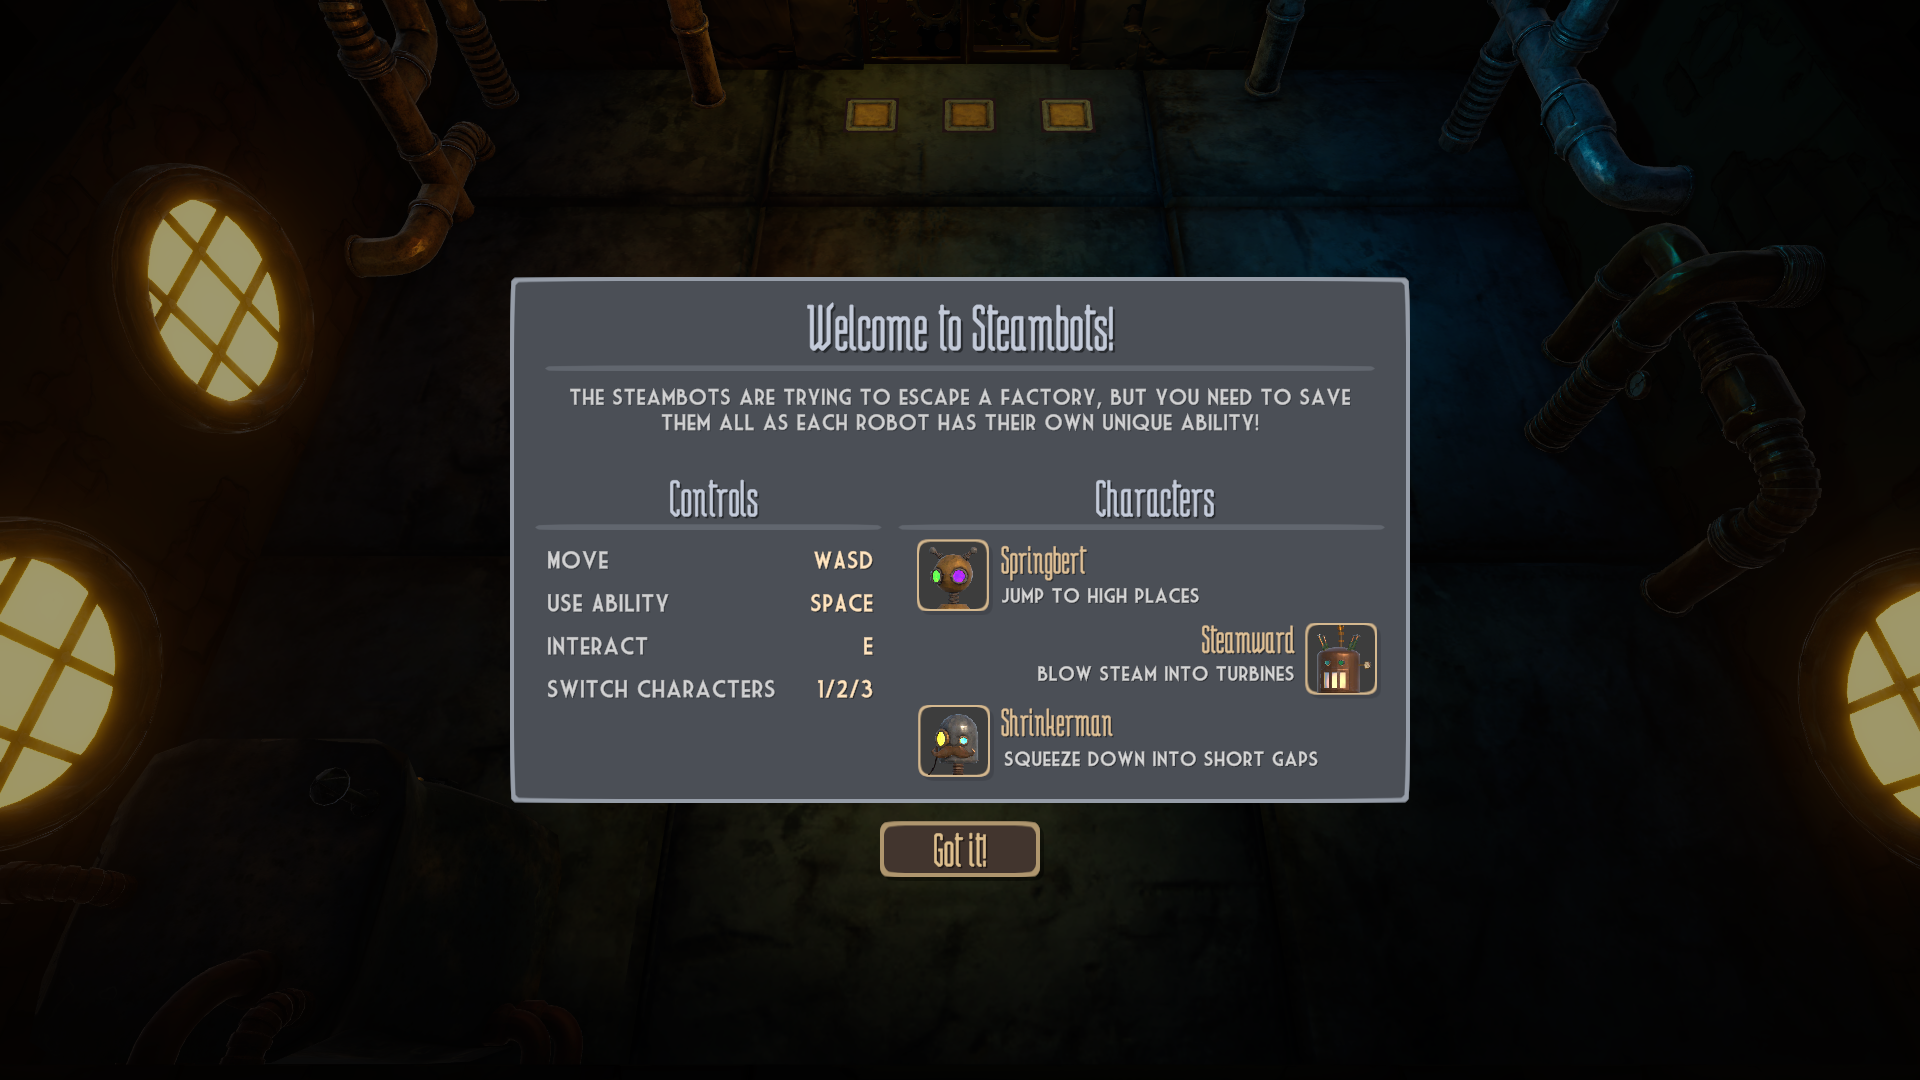 Welcome to Steambots!
THE STEAMBOTS ARE TRYING TO ESCAPE A FACTORY, BUT YOU NEED TO SAVE
THEM ALL AS EACH ROBOT HAS THEIR OWN UNIQUE ABILITY!
Controls
MOVE WASD
USE ABILITY SPACE
INTERACT E
SWITCH CHARACTERS 1/2/3
Characters
Springbert
JUMP TO HIGH PLACES
Steamward
BLOW STEAM INTO TURBINES
Shrinkerman
SQUEEZE DOWN INTO SHORT GAPS
Got it!